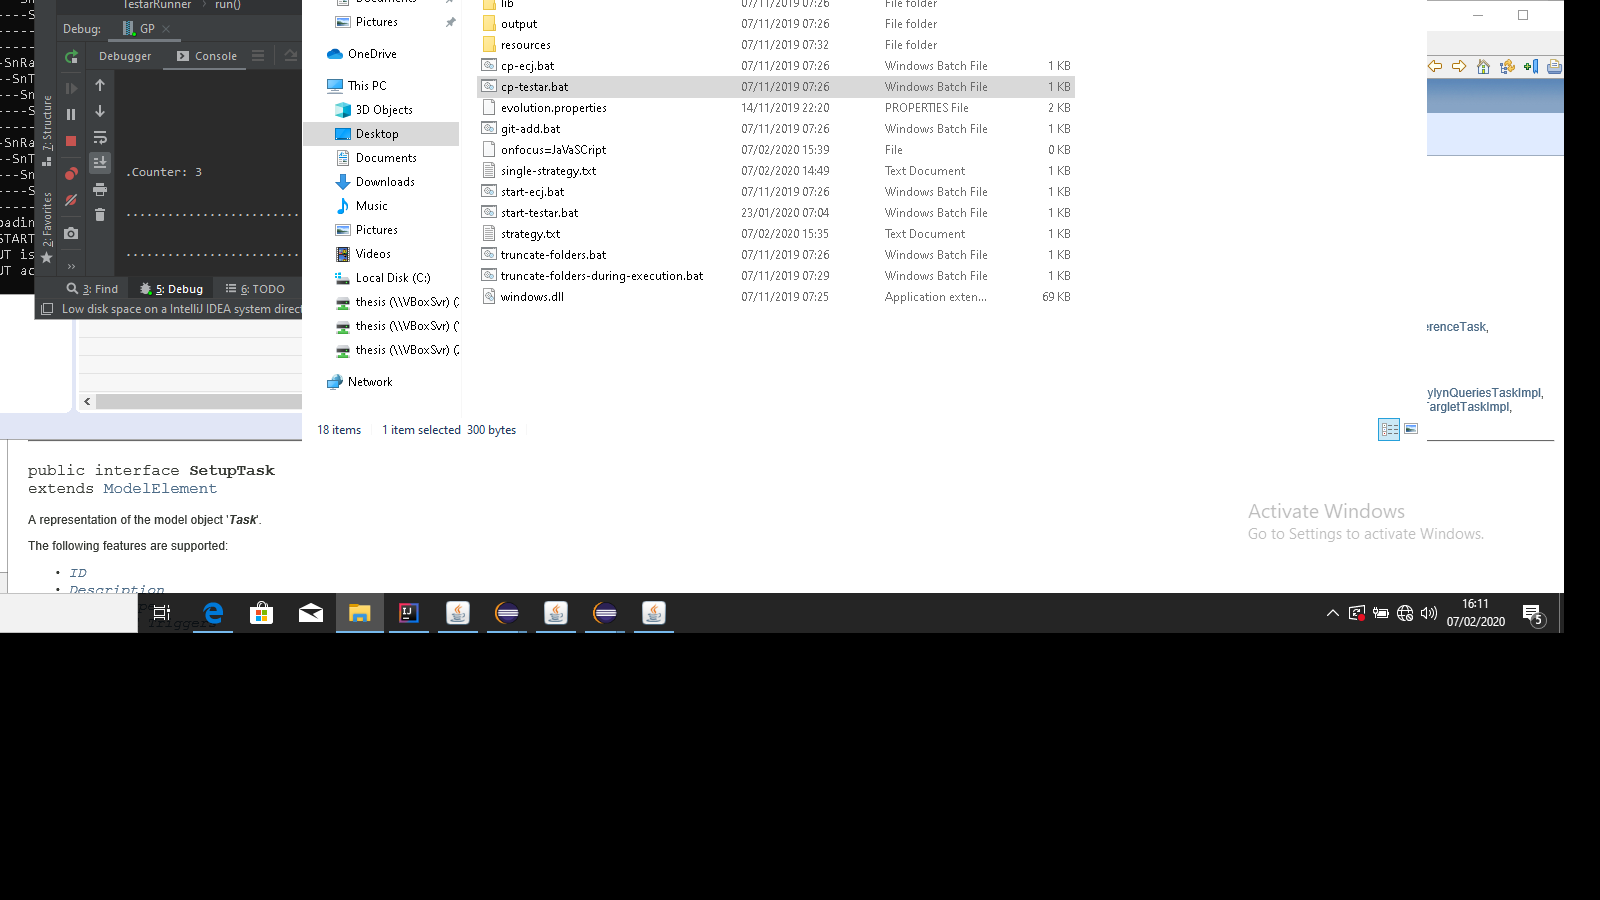 TestarRunner › run()
Debug: GP
Debugger Console
.Counter: 3
7: Structure
2: Favorites
3: Find 5: Debug 6: TODO
Low disk space on a IntelliJ IDEA system direct
Documents
Pictures
OneDrive
This PC
3D Objects
Desktop
Documents
Downloads
Music
Pictures
Videos
Local Disk (C:)
thesis (\\VBoxSvr) (
thesis (\\VBoxSvr) (
thesis (\\VBoxSvr) (
Network
lib 07/11/2019 07:26 File folder
output 07/11/2019 07:26 File folder
resources 07/11/2019 07:32 File folder
cp-ecj.bat 07/11/2019 07:26 Windows Batch File 1 KB
cp-testar.bat 07/11/2019 07:26 Windows Batch File 1 KB
evolution.properties 14/11/2019 22:20 PROPERTIES File 2 KB
git-add.bat 07/11/2019 07:26 Windows Batch File 1 KB
onfocus=JaVaSCript 07/02/2020 15:39 File 0 KB
single-strategy.txt 07/02/2020 14:49 Text Document 1 KB
start-ecj.bat 07/11/2019 07:26 Windows Batch File 1 KB
start-testar.bat 23/01/2020 07:04 Windows Batch File 1 KB
strategy.txt 07/02/2020 15:35 Text Document 1 KB
truncate-folders.bat 07/11/2019 07:26 Windows Batch File 1 KB
truncate-folders-during-execution.bat 07/11/2019 07:29 Windows Batch File 1 KB
windows.dll 07/11/2019 07:25 Application exten... 69 KB
18 items 1 item selected 300 bytes
erenceTask,
ylynQueriesTaskImpl,
TargletTaskImpl,
public interface SetupTask
extends ModelElement
A representation of the model object 'Task'.
The following features are supported:
• ID
• Description
Triggers
Activate Windows
Go to Settings to activate Windows.
16:11
07/02/2020
5